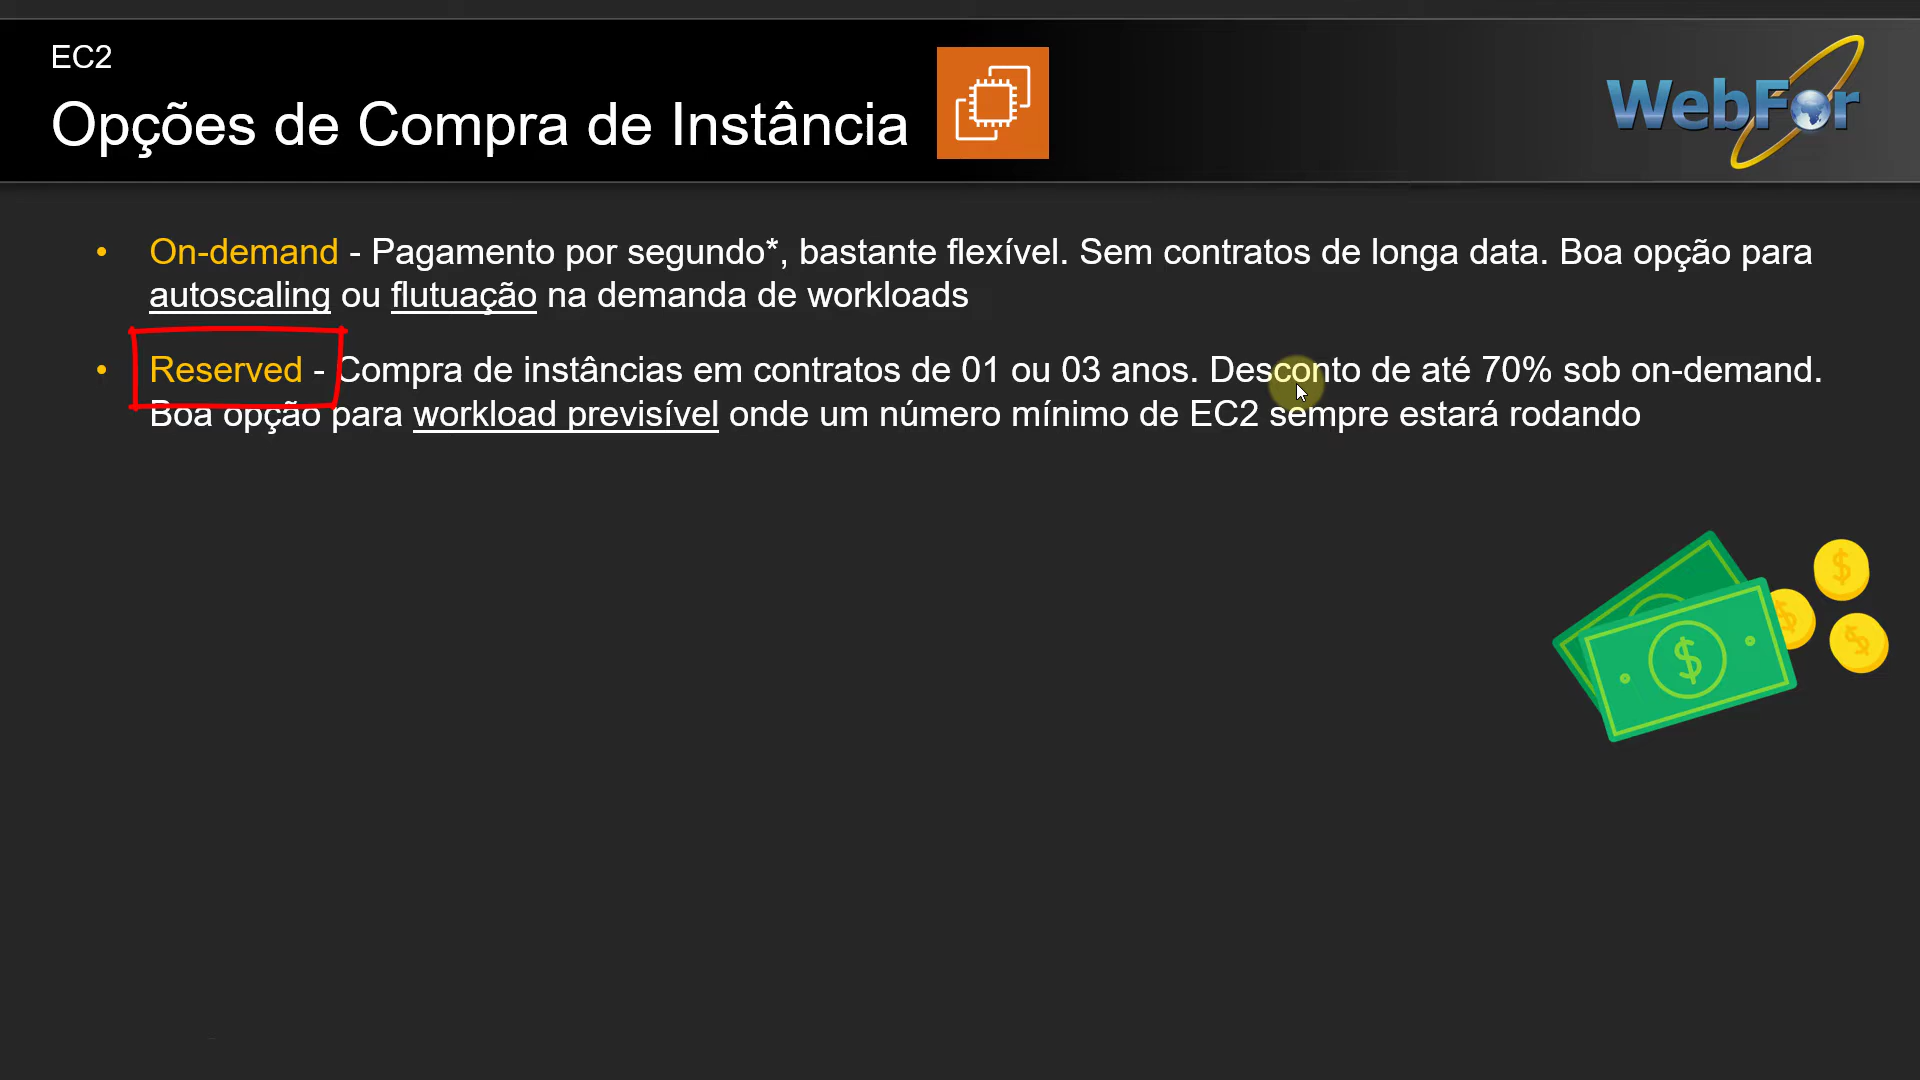 EC2
Opções de Compra de Instância
WebFor
• On-demand - Pagamento por segundo*, bastante flexível. Sem contratos de longa data. Boa opção para
autoscaling ou flutuação na demanda de workloads
• Reserved - Compra de instâncias em contratos de 01 ou 03 anos. Desconto de até 70% sob on-demand.
Boa opção para workload previsível onde um número mínimo de EC2 sempre estará rodando
$
$
$
$